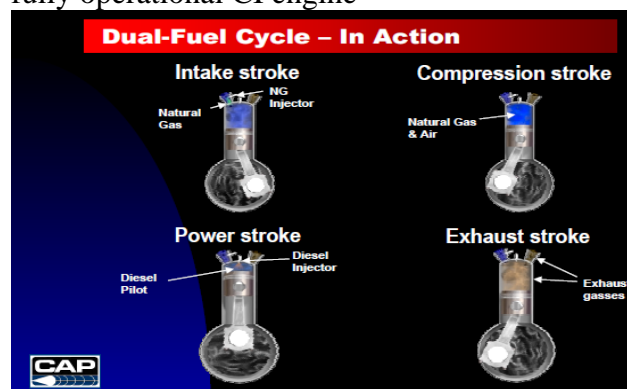 fully operational CI engine
Dual-Fuel Cycle – In Action
Intake stroke
NG
Injector
Natural
Gas
Compression stroke
Natural Gas
& Air
Power stroke
Diesel
Injector
Diesel
Pilot
Exhaust stroke
Exhaus
gasses
CAP